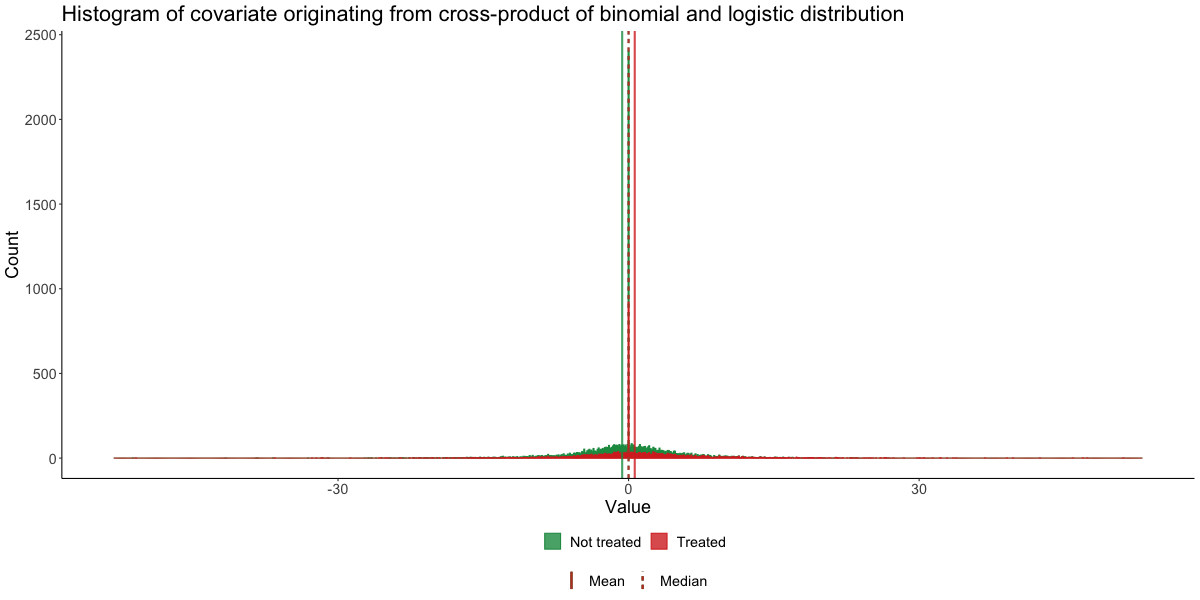 Histogram of covariate originating from cross-product of binomial and logistic distribution
2500
2000
1500
1000
500
0
Count
-30 0 30
Value
Not treated Treated
Mean Median